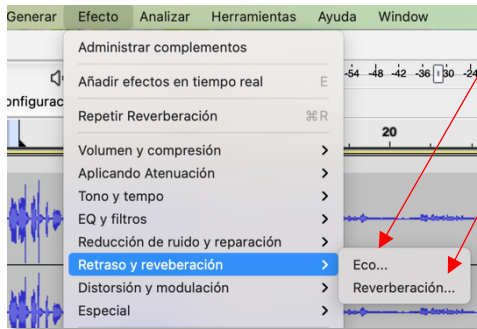 Generar Efecto Analizar Herramientas Ayuda Window
Administrar complementos
Añadir efectos en tiempo real E
-54 -48 -42 -36 -30 -24
onfigurac
Repetir Reverberación ⌘ R
20
Volumen y compresión
Aplicando Atenuación
Tono y tempo
EQ y filtros
Reducción de ruido y reparación
Retraso y reveberación
Eco...
Distorsión y modulación
Reverberación...
Especial